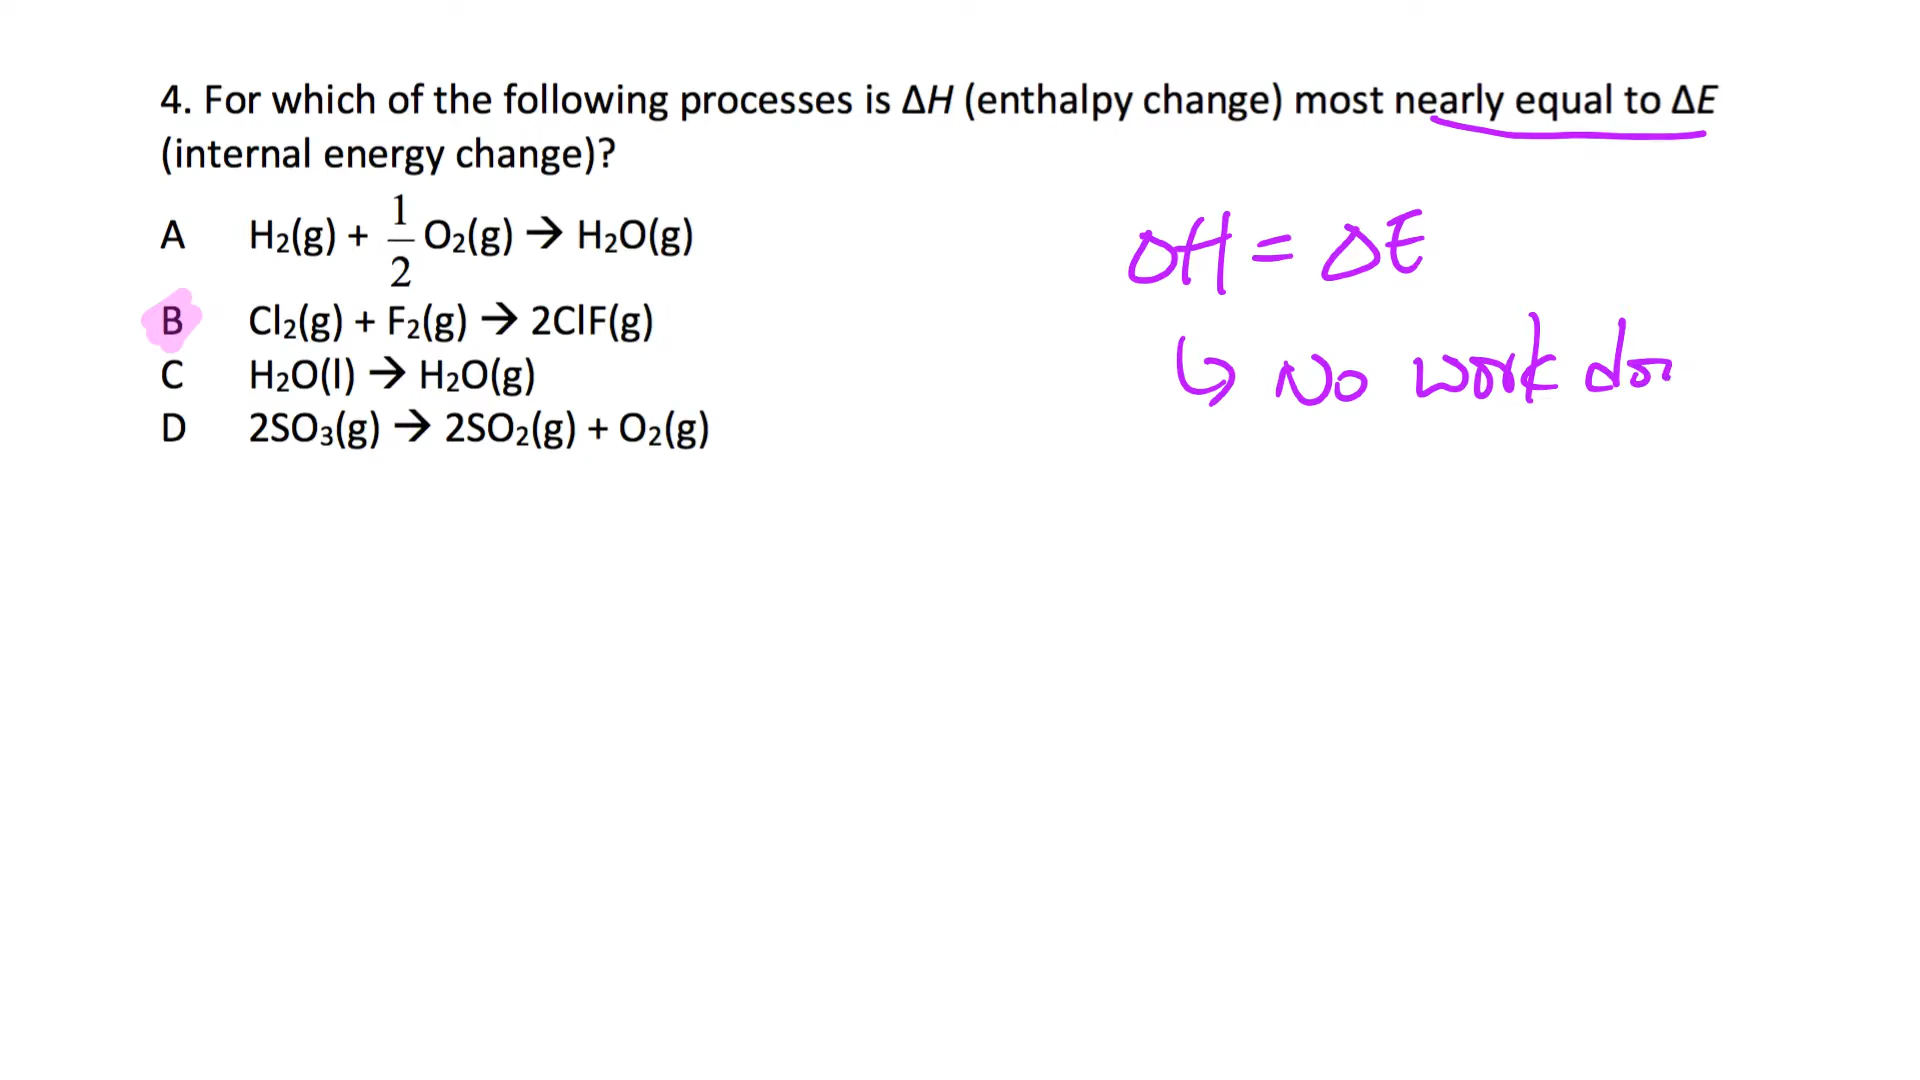 4. For which of the following processes is ΔH (enthalpy change) most nearly equal to ΔE
(internal energy change)?
A H₂(g) + 1/2 O₂(g) → H₂O(g)
B Cl₂(g) + F₂(g) → 2ClF(g)
C H₂O(l) → H₂O(g)
D 2SO₃(g) → 2SO₂(g) + O₂(g)
ΔH = ΔE
↳ No work don